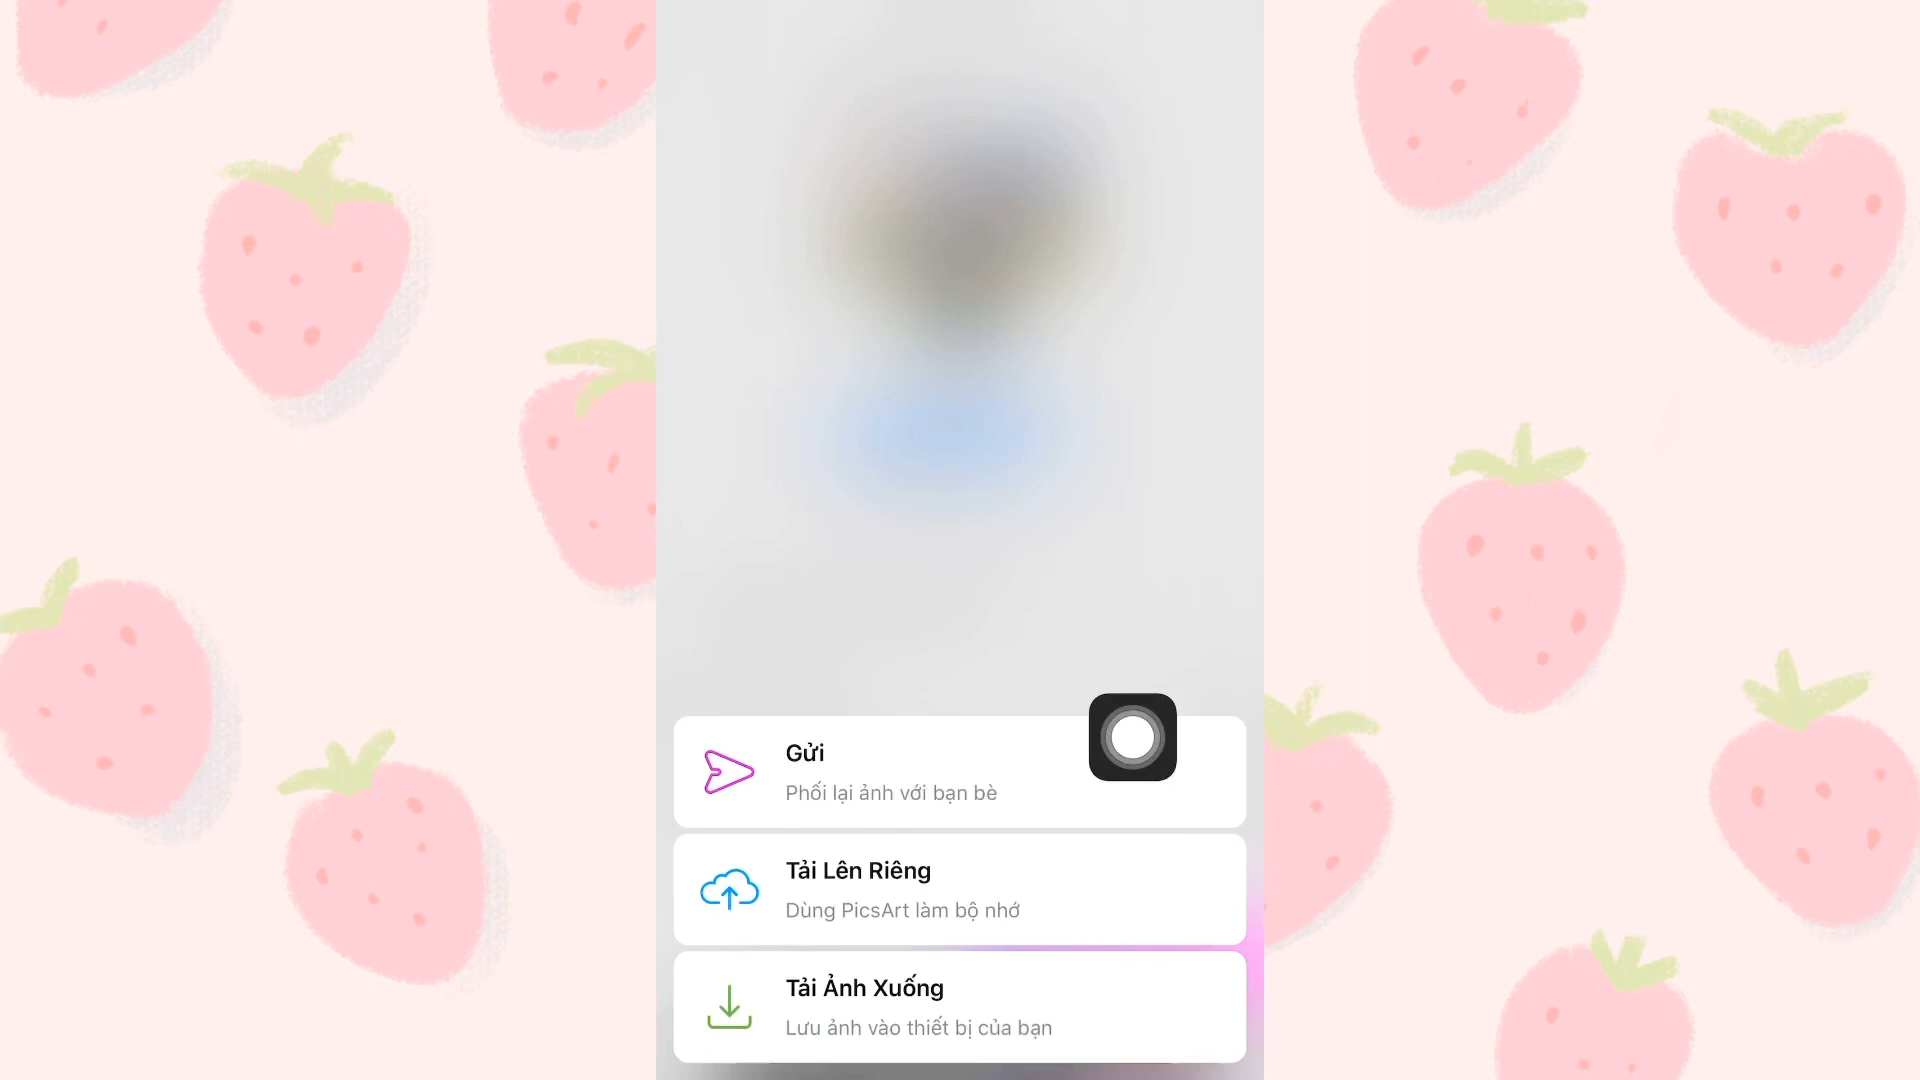 Gửi
Phối lại ảnh với bạn bè
Tải Lên Riêng
Dùng PicsArt làm bộ nhớ
Tải Ảnh Xuống
Lưu ảnh vào thiết bị của bạn